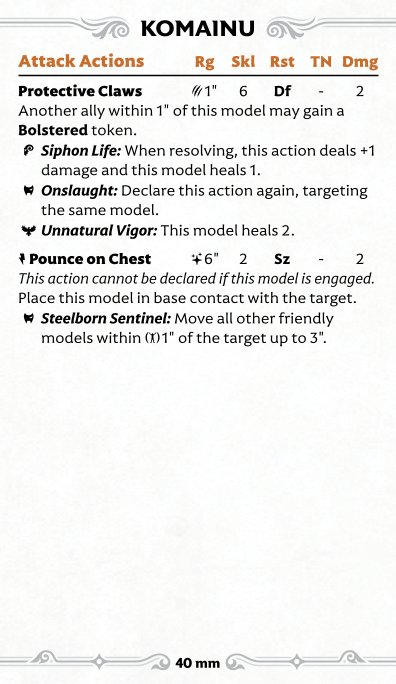 KOMAINU
Attack Actions Rg Skl Rst TN Dmg
Protective Claws 1" 6 Df - 2
Another ally within 1" of this model may gain a
Bolstered token.
Siphon Life: When resolving, this action deals +1
damage and this model heals 1.
Onslaught: Declare this action again, targeting
the same model.
Unnatural Vigor: This model heals 2.
Pounce on Chest 6" 2 Sz - 2
This action cannot be declared if this model is engaged.
Place this model in base contact with the target.
Steelborn Sentinel: Move all other friendly
models within 1" of the target up to 3".
40 mm